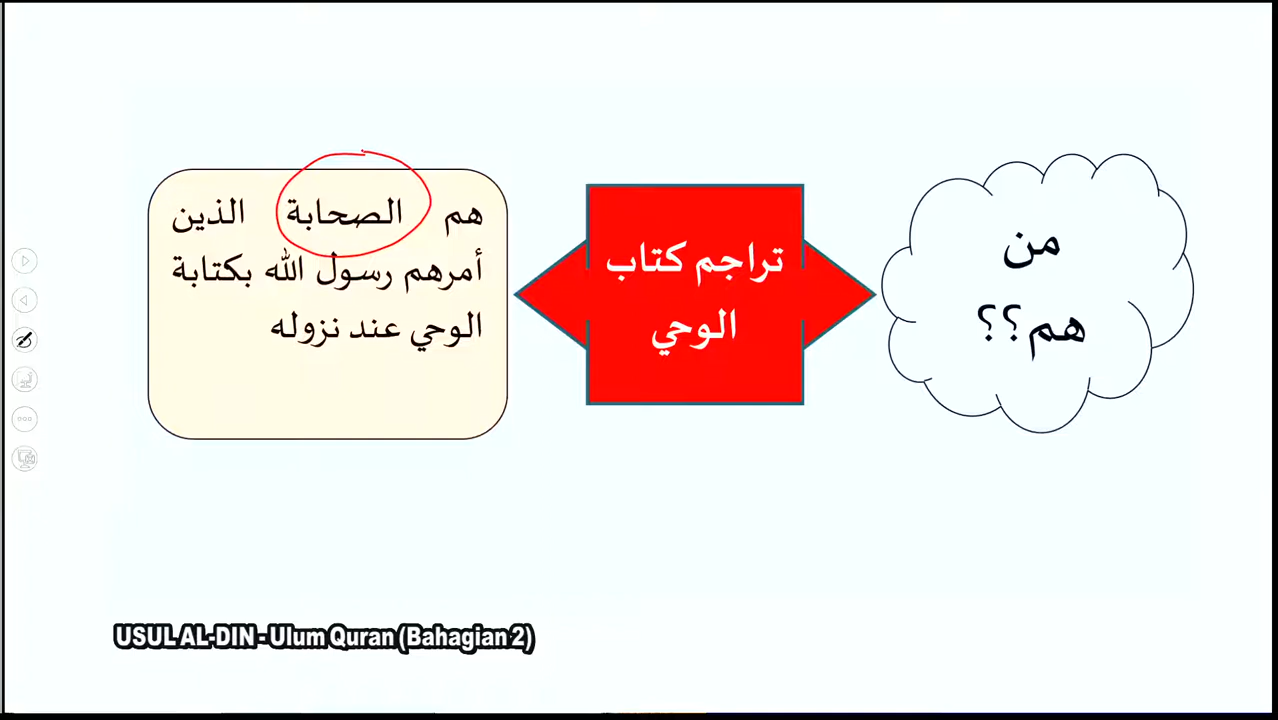 من
هم؟؟
تراجم كتاب
الوحي
هم الصحابة الذين
أمرهم رسول الله بكتابة
الوحي عند نزوله
USUL AL-DIN - Ulum Quran (Bahagian 2)